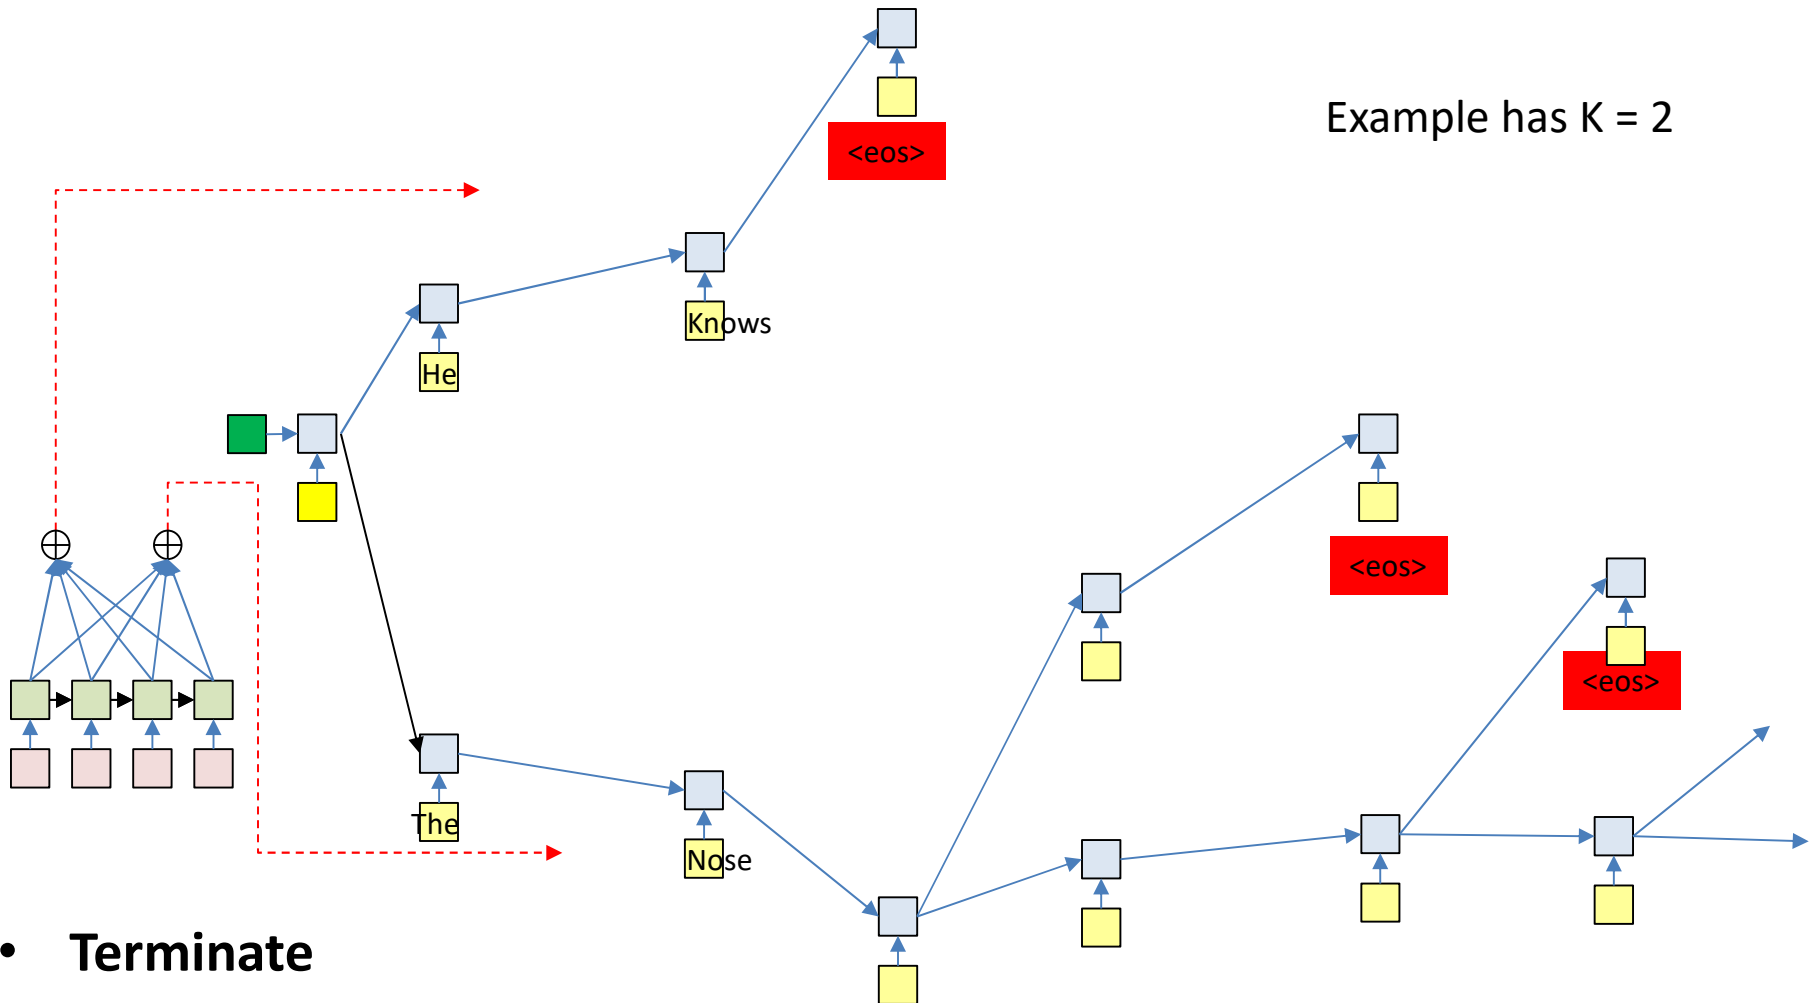 Example has K = 2
<eos>
Knows
He
<eos>
<eos>
The
Nose
• Terminate